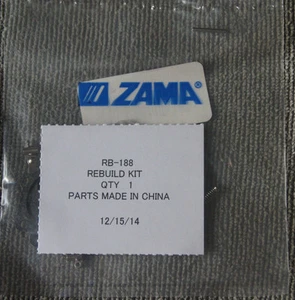 ZAMA®
RB-188
REBUILD KIT
QTY 1
PARTS MADE IN CHINA
12/15/14